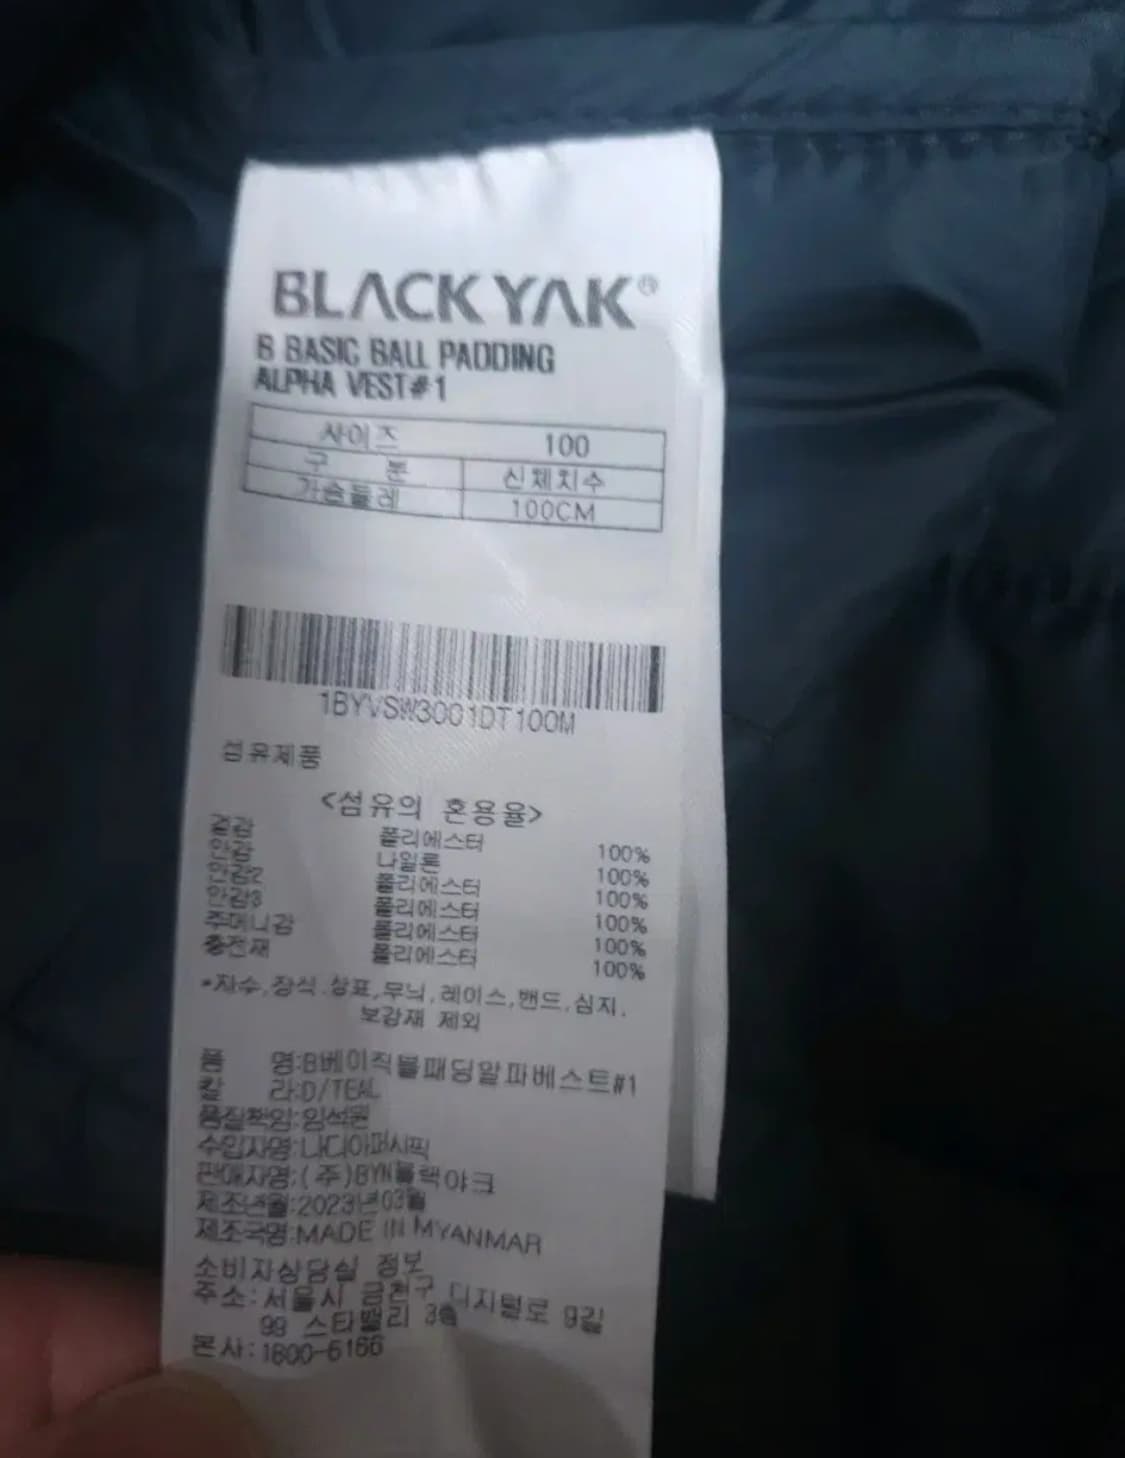 BLACK YAK®
B BASIC BALL PADDING
ALPHA VEST#1
사이즈 100
구 분 신체치수
가슴둘레 100CM
1BYVSW3001DT100M
섬유제품
<섬유의 혼용율>
겉감 폴리에스터 100%
안감 나일론 100%
안감2 폴리에스터 100%
안감3 폴리에스터 100%
주머니감 폴리에스터 100%
충전재 폴리에스터 100%
*자수,장식,상표,무늬,레이스,밴드,심지,
보강재 제외
품 명:B베이직볼패딩알파베스트#1
칼 라:D/TEAL
품질책임:임석원
수입자명:나디아퍼시픽
판매자명:(주)BYN블랙야크
제조년월:2023년03월
제조국명:MADE IN MYANMAR
소비자상담실 정보
주소:서울시 금천구 디지털로 9길
99 스타밸리 3층
본사:1800-6166